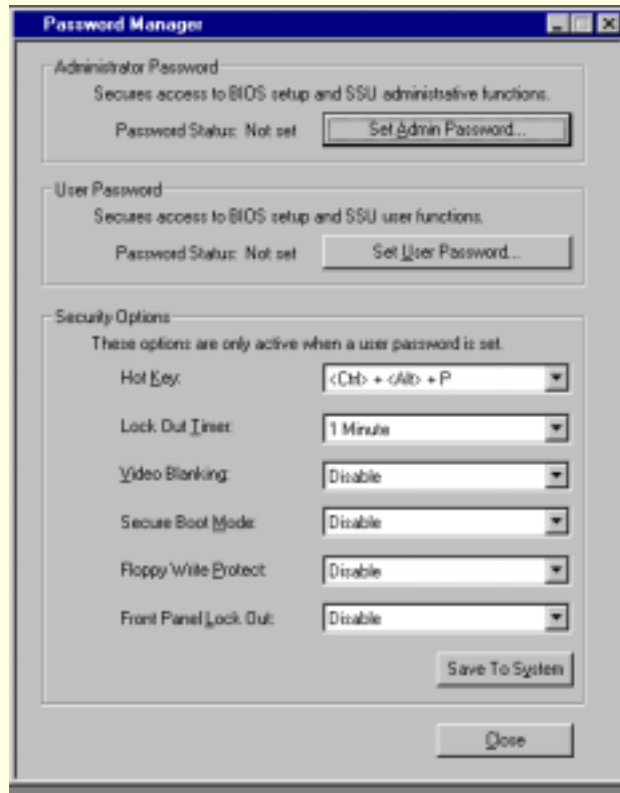 Password Manager
Administrator Password
Secures access to BIOS setup and SSU administrative functions.
Password Status: Not set
Set Admin Password...
User Password
Secures access to BIOS setup and SSU user functions.
Password Status: Not set
Set User Password...
Security Options
These options are only active when a user password is set.
Hot Key: <Ctrl> + <Alt> + P
Lock Out Timer: 1 Minute
Video Blanking: Disable
Secure Boot Mode: Disable
Floppy Write Protect: Disable
Front Panel Lock Out: Disable
Save To System
Close